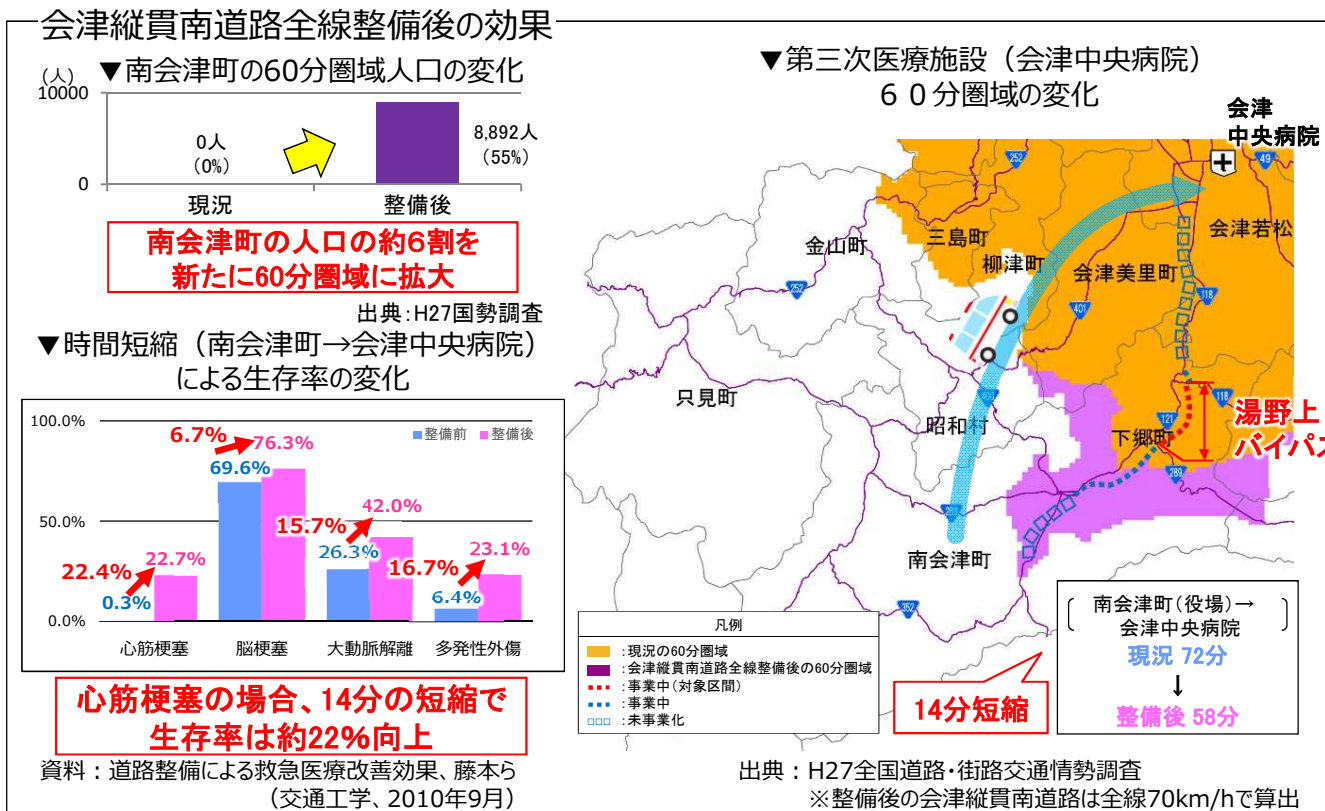 会津縦貫南道路全線整備後の効果
▼南会津町の60分圏域人口の変化
(人)
10000
0
0人
(0%)
8,892人
(55%)
現況
整備後
南会津町の人口の約6割を
新たに60分圏域に拡大
出典:H27国勢調査
▼時間短縮（南会津町→会津中央病院）
による生存率の変化
100.0%
50.0%
0.0%
■整備前 ■整備後
22.4%
0.3%
22.7%
6.7%
69.6%
76.3%
15.7%
26.3%
42.0%
16.7%
6.4%
23.1%
心筋梗塞
脳梗塞
大動脈解離
多発性外傷
心筋梗塞の場合、14分の短縮で
生存率は約22%向上
資料：道路整備による救急医療改善効果、藤本ら
（交通工学、2010年9月）
▼第三次医療施設（会津中央病院）
６０分圏域の変化
会津
中央病院
252
49
会津若松
三島町
金山町
柳津町
会津美里町
252
401
118
只見町
400
昭和村
121
118
下郷町
湯野上
289
南会津町
352
凡例
:現況の60分圏域
:会津縦貫南道路全線整備後の60分圏域
:事業中(対象区間)
:事業中
:未事業化
14分短縮
南会津町(役場)→
会津中央病院
現況 72分
↓
整備後 58分
出典：H27全国道路・街路交通情勢調査
※整備後の会津縦貫南道路は全線70km/hで算出